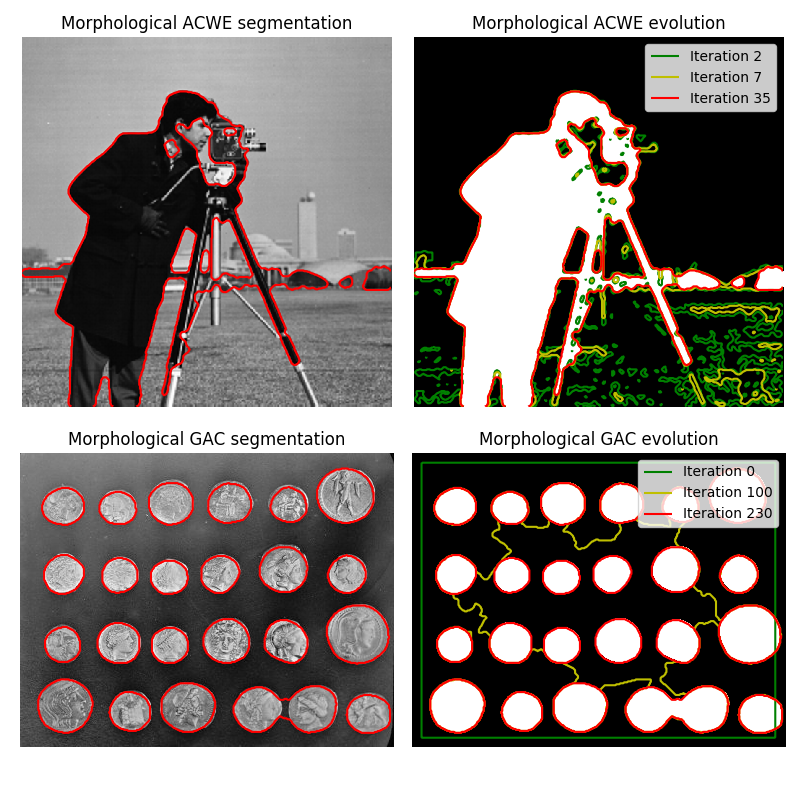 Morphological ACWE segmentation
Morphological ACWE evolution
Iteration 2
Iteration 7
Iteration 35
Morphological GAC segmentation
Morphological GAC evolution
Iteration 0
Iteration 100
Iteration 230